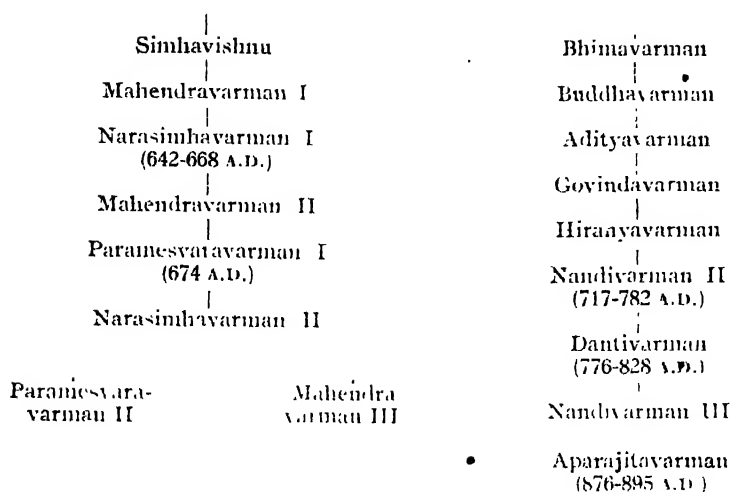 Simhavishnu
Mahendravarman I
Narasimhavarman I
(642-668 A.D.)
Mahendravarman II
Paramesvaravarman I
(674 A.D.)
Narasimhavarman II
Paramesvara-
varman II
Mahendra
varman III
Bhimavarman
Buddhavarman
Adityavarman
Govindavarman
Hiranyavarman
Nandivarman II
(717-782 A.D.)
Dantivarman
(776-828 A.D.)
Nandivarman III
Aparajitavarman
(876-895 A.D.)